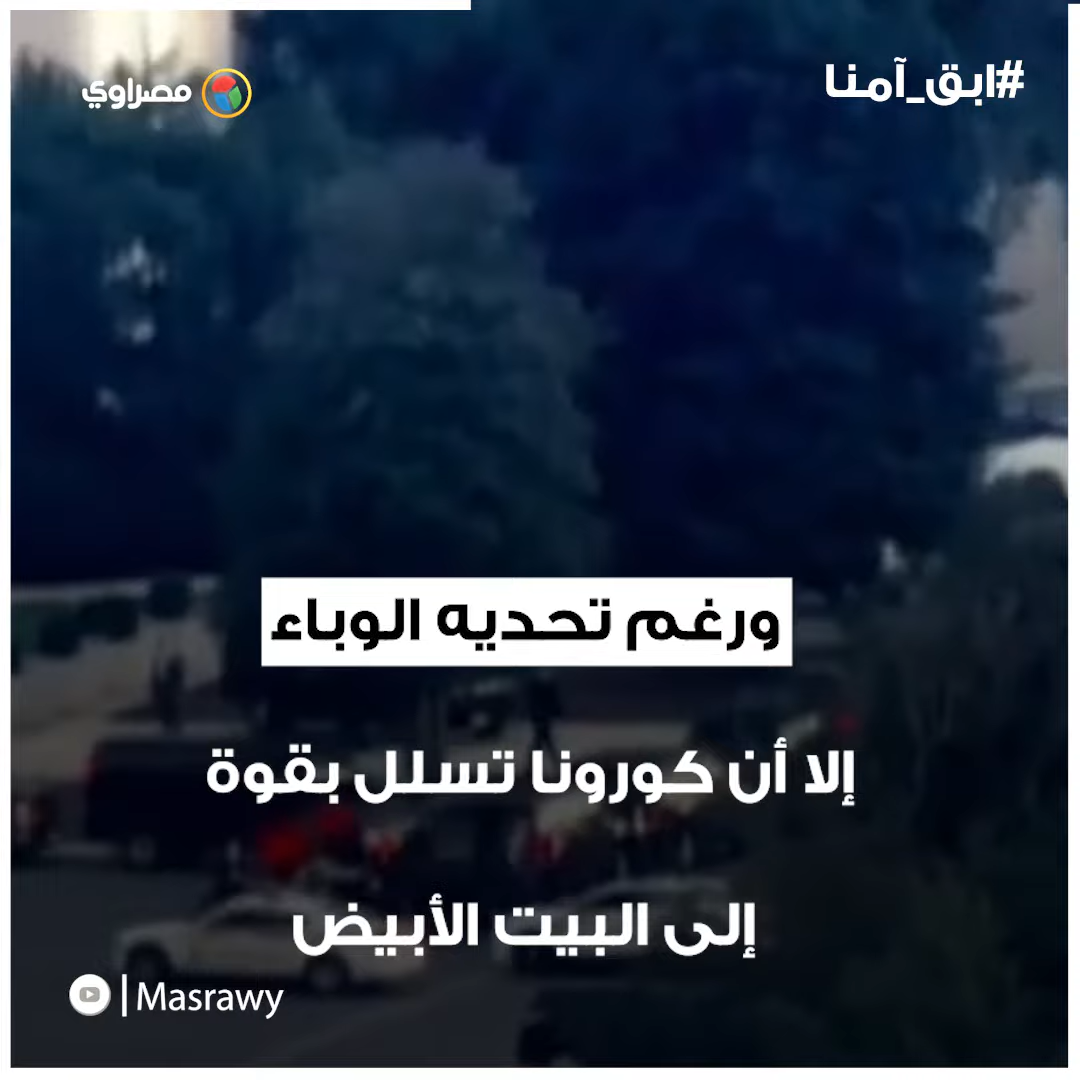 #ابق_آمنا
مصراوي
ورغم تحديه الوباء
إلا أن كورونا تسلل بقوة
إلى البيت الأبيض
| Masrawy